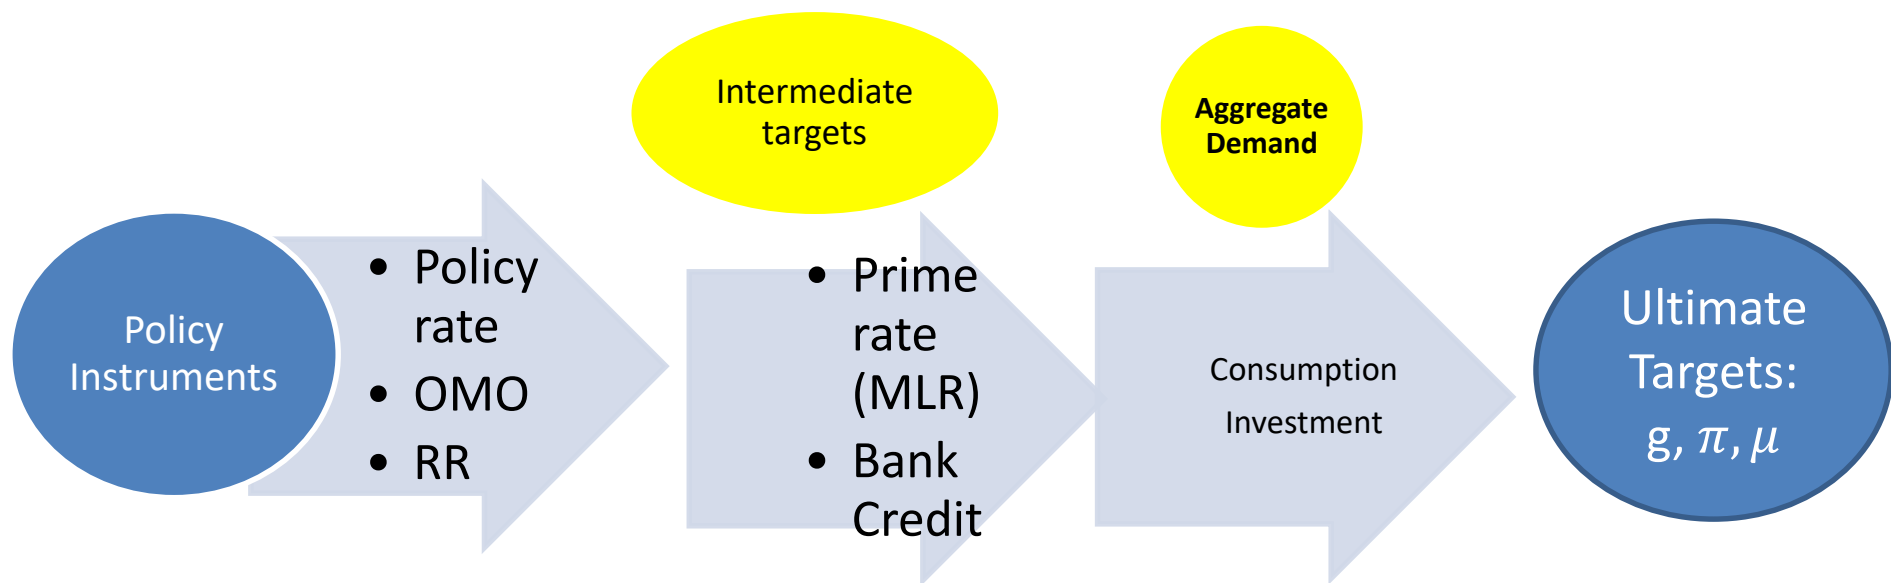 Policy
Instruments
• Policy
rate
• OMO
• RR
Intermediate
targets
• Prime
rate
(MLR)
• Bank
Credit
Aggregate
Demand
Consumption
Investment
Ultimate
Targets:
g, π, μ